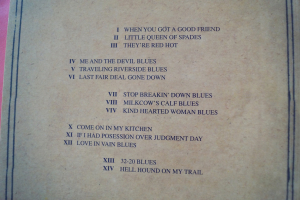 I WHEN YOU GOT A GOOD FRIEND
II LITTLE QUEEN OF SPADES
III THEY'RE RED HOT
IV ME AND THE DEVIL BLUES
V TRAVELING RIVERSIDE BLUES
VI LAST FAIR DEAL GONE DOWN
VII STOP BREAKIN' DOWN BLUES
VIII MILKCOW'S CALF BLUES
XIV KIND HEARTED WOMAN BLUES
X COME ON IN MY KITCHEN
XI IF I HAD POSESSION OVER JUDGMENT DAY
XII LOVE IN VAIN BLUES
XIII 32-20 BLUES
XIV HELL HOUND ON MY TRAIL